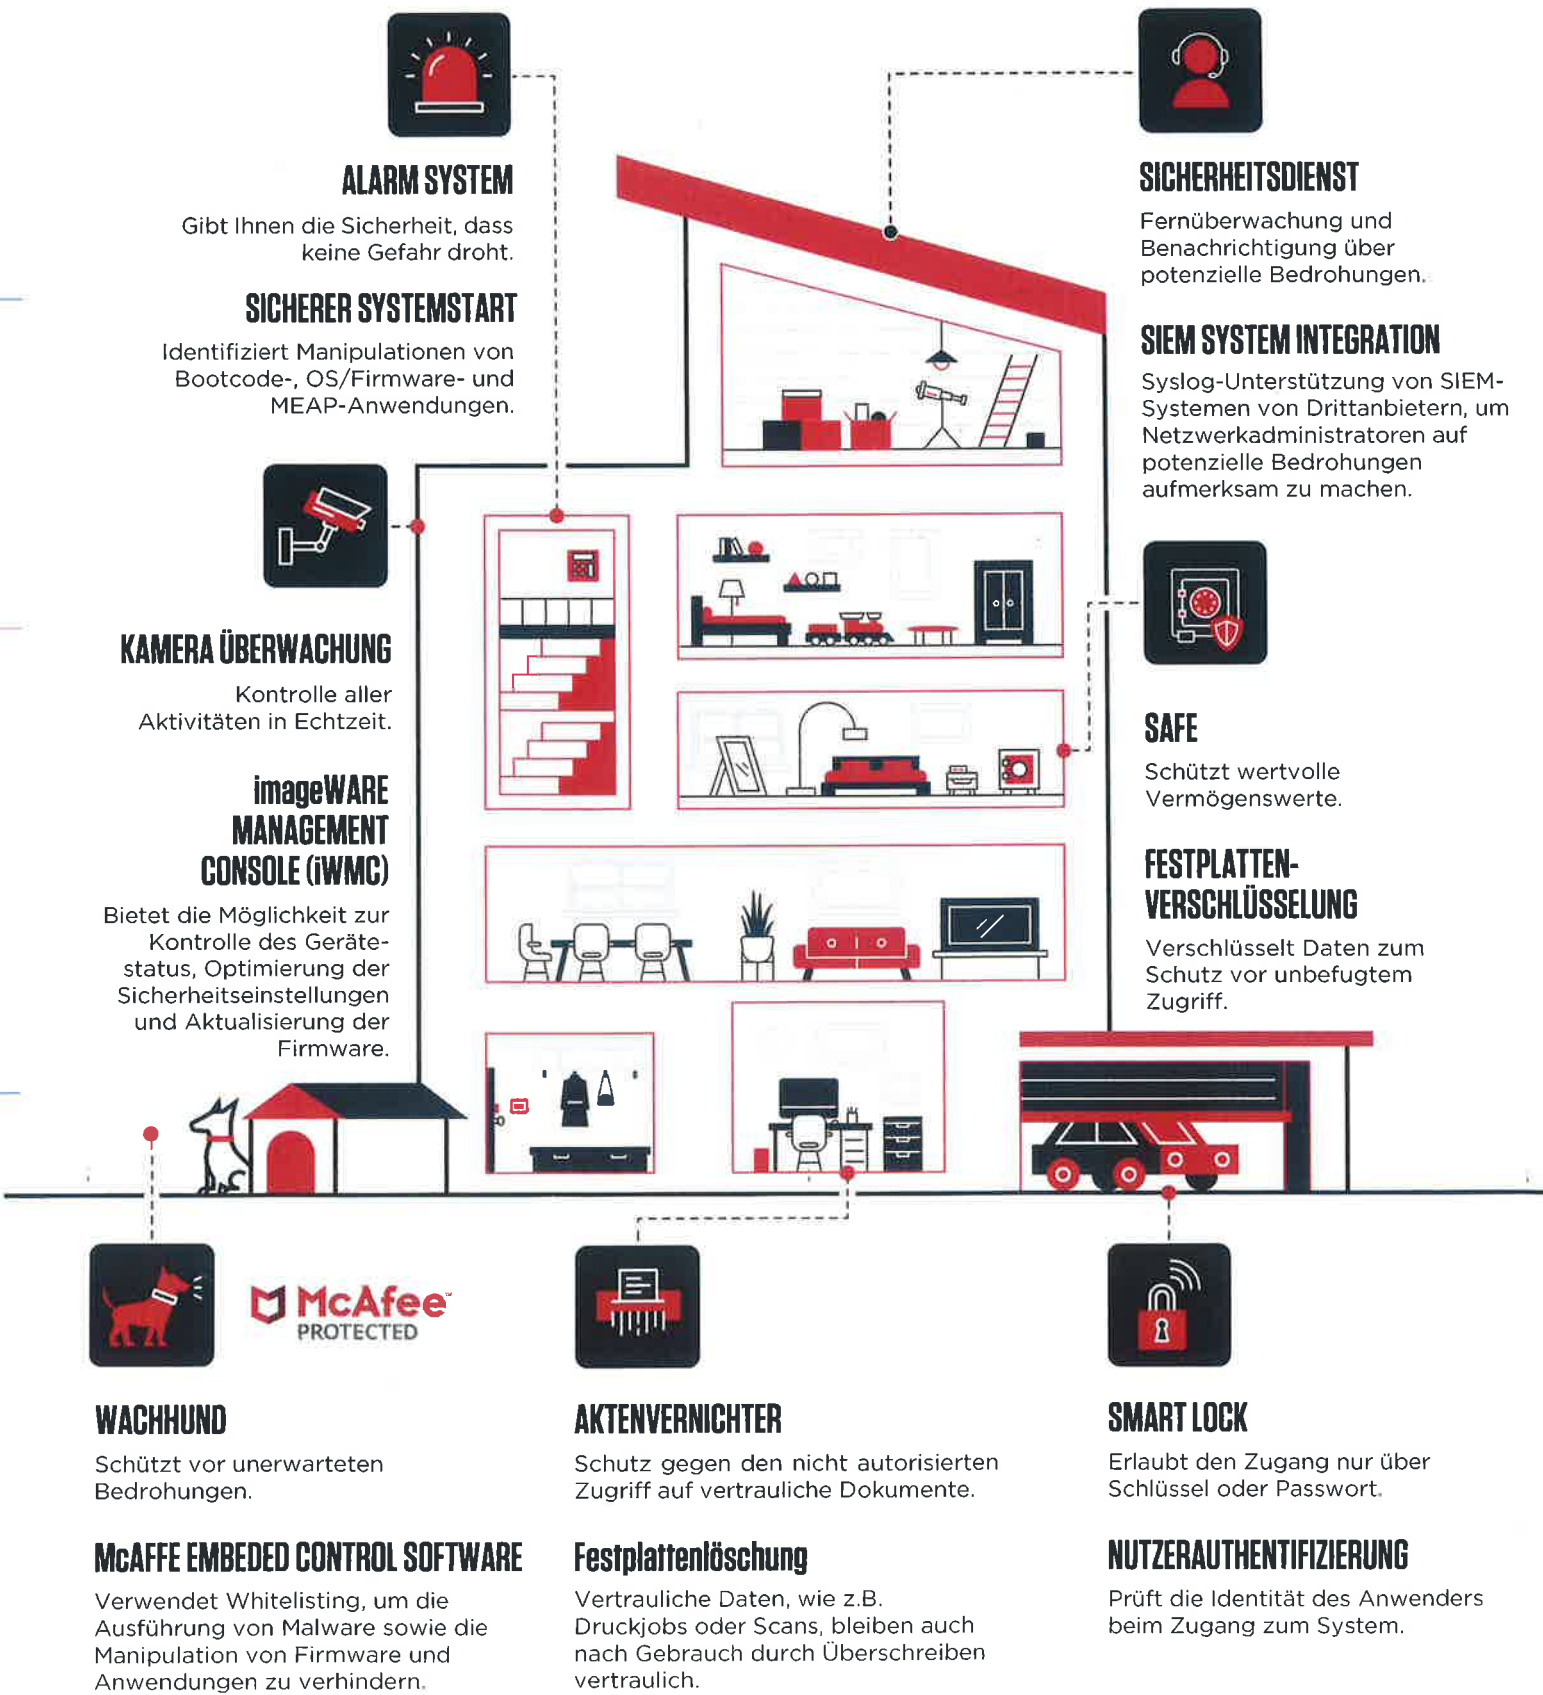 ALARM SYSTEM
Gibt Ihnen die Sicherheit, dass
keine Gefahr droht.
SICHERER SYSTEMSTART
Identifiziert Manipulationen von
Bootcode-, OS/Firmware- und
MEAP-Anwendungen.
SICHERHEITSDIENST
Fernüberwachung und
Benachrichtigung über
potenzielle Bedrohungen.
SIEM SYSTEM INTEGRATION
Syslog-Unterstützung von SIEM-
Systemen von Drittanbietern, um
Netzwerkadministratoren auf
potenzielle Bedrohungen
aufmerksam zu machen.
KAMERA ÜBERWACHUNG
Kontrolle aller
Aktivitäten in Echtzeit.
imageWARE
MANAGEMENT
CONSOLE (iWMC)
Bietet die Möglichkeit zur
Kontrolle des Geräte-
status, Optimierung der
Sicherheitseinstellungen
und Aktualisierung der
Firmware.
SAFE
Schützt wertvolle
Vermögenswerte.
FESTPLATTEN-
VERSCHLÜSSELUNG
Verschlüsselt Daten zum
Schutz vor unbefugtem
Zugriff.
McAfee™
PROTECTED
WACHHUND
Schützt vor unerwarteten
Bedrohungen.
McAFFE EMBEDED CONTROL SOFTWARE
Verwendet Whitelisting, um die
Ausführung von Malware sowie die
Manipulation von Firmware und
Anwendungen zu verhindern.
AKTENVERNICHTER
Schutz gegen den nicht autorisierten
Zugriff auf vertrauliche Dokumente.
Festplattenlöschung
Vertrauliche Daten, wie z.B.
Druckjobs oder Scans, bleiben auch
nach Gebrauch durch Überschreiben
vertraulich.
SMART LOCK
Erlaubt den Zugang nur über
Schlüssel oder Passwort.
NUTZERAUTHENTIFIZIERUNG
Prüft die Identität des Anwenders
beim Zugang zum System.